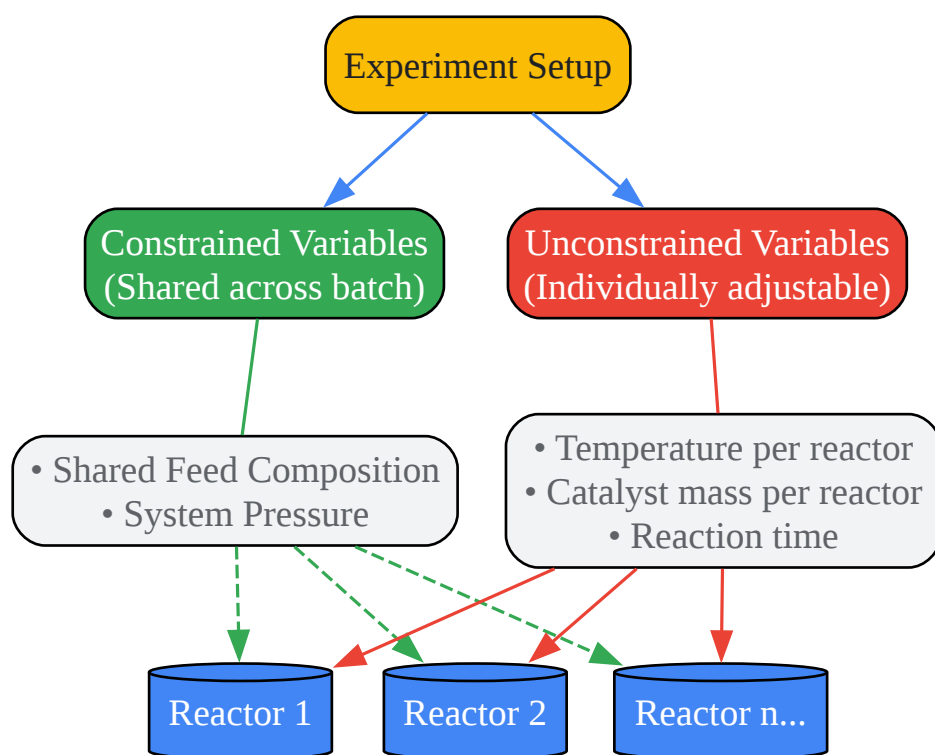 Experiment Setup
Constrained Variables
(Shared across batch)
Unconstrained Variables
(Individually adjustable)
• Shared Feed Composition
• System Pressure
• Temperature per reactor
• Catalyst mass per reactor
• Reaction time
Reactor 1
Reactor 2
Reactor n...